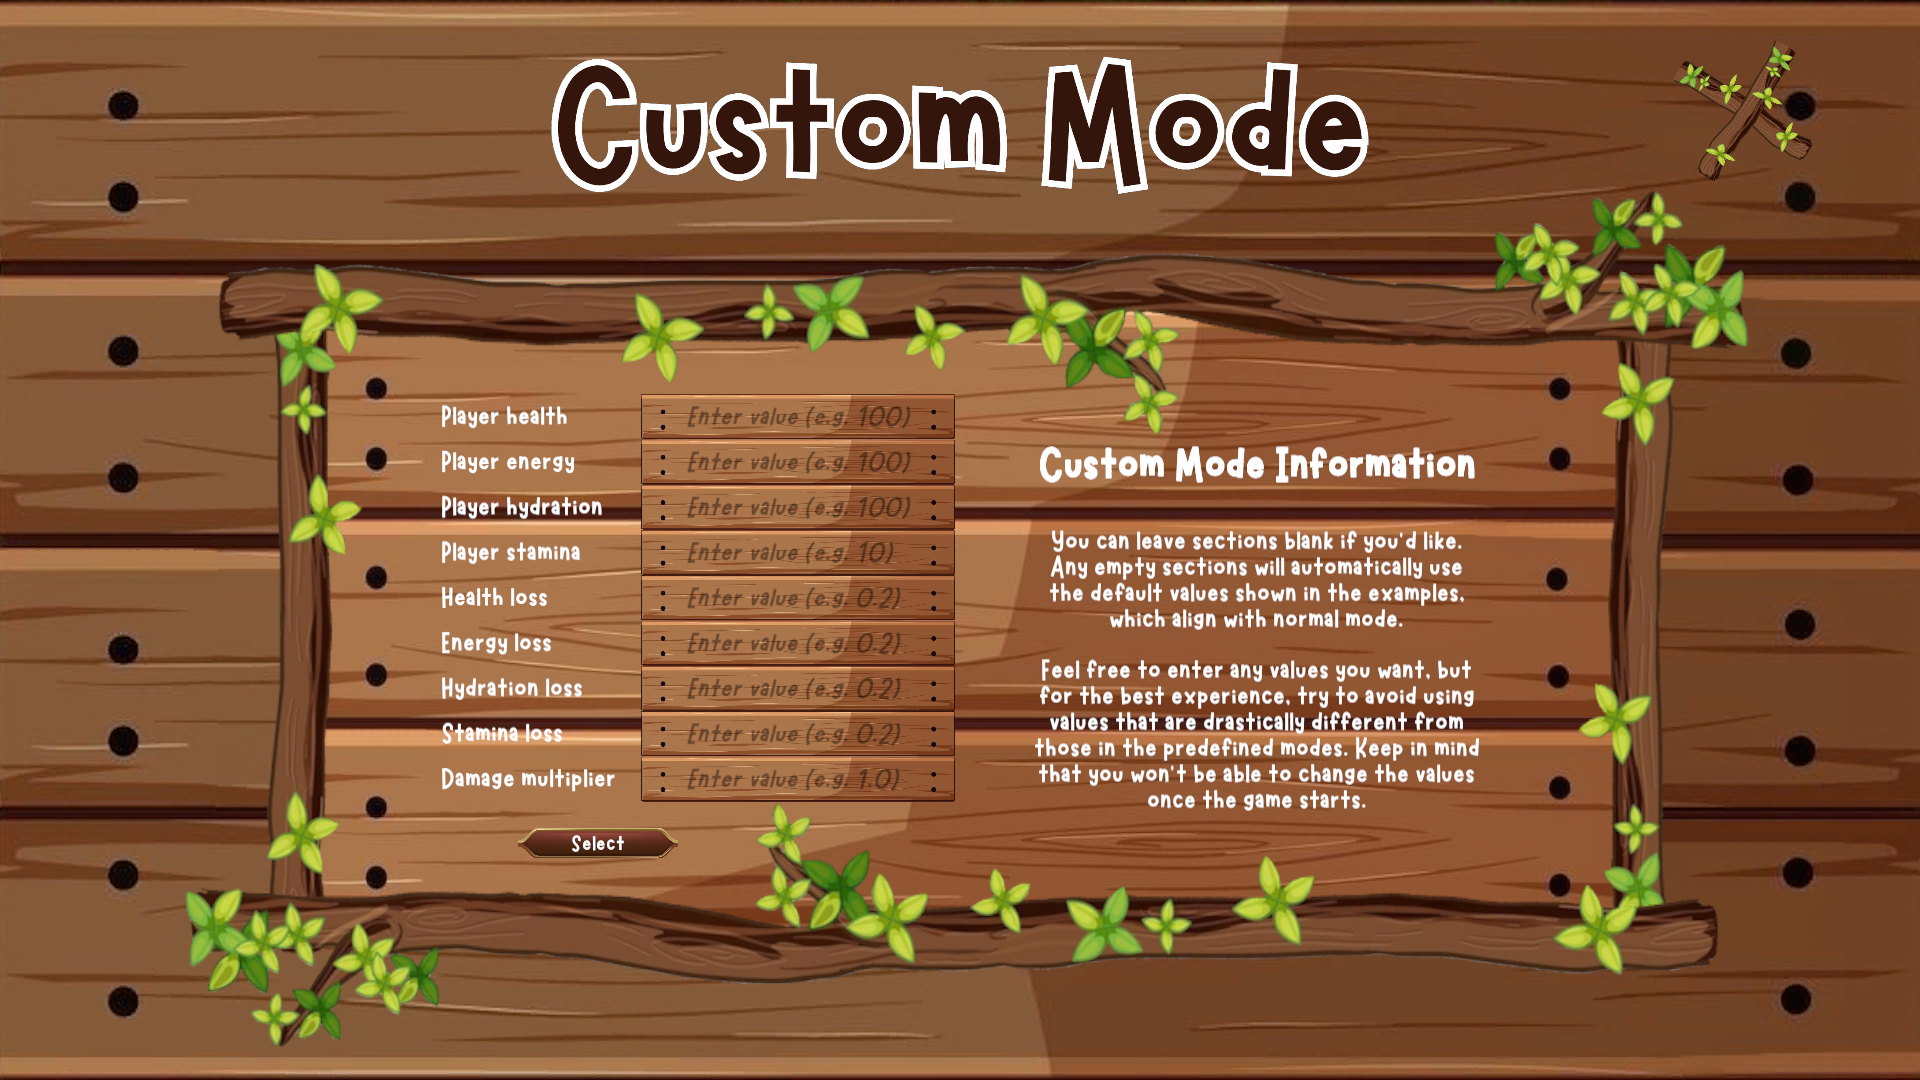 Custom Mode
Player health Enter value (e.g. 100)
Player energy Enter value (e.g. 100)
Player hydration Enter value (e.g. 100)
Player stamina Enter value (e.g. 10)
Health loss Enter value (e.g. 0.2)
Energy loss Enter value (e.g. 0.2)
Hydration loss Enter value (e.g. 0.2)
Stamina loss Enter value (e.g. 0.2)
Damage multiplier Enter value (e.g. 1.0)
Select
Custom Mode Information
You can leave sections blank if you'd like.
Any empty sections will automatically use
the default values shown in the examples,
which align with normal mode.
Feel free to enter any values you want, but
for the best experience, try to avoid using
values that are drastically different from
those in the predefined modes. Keep in mind
that you won't be able to change the values
once the game starts.